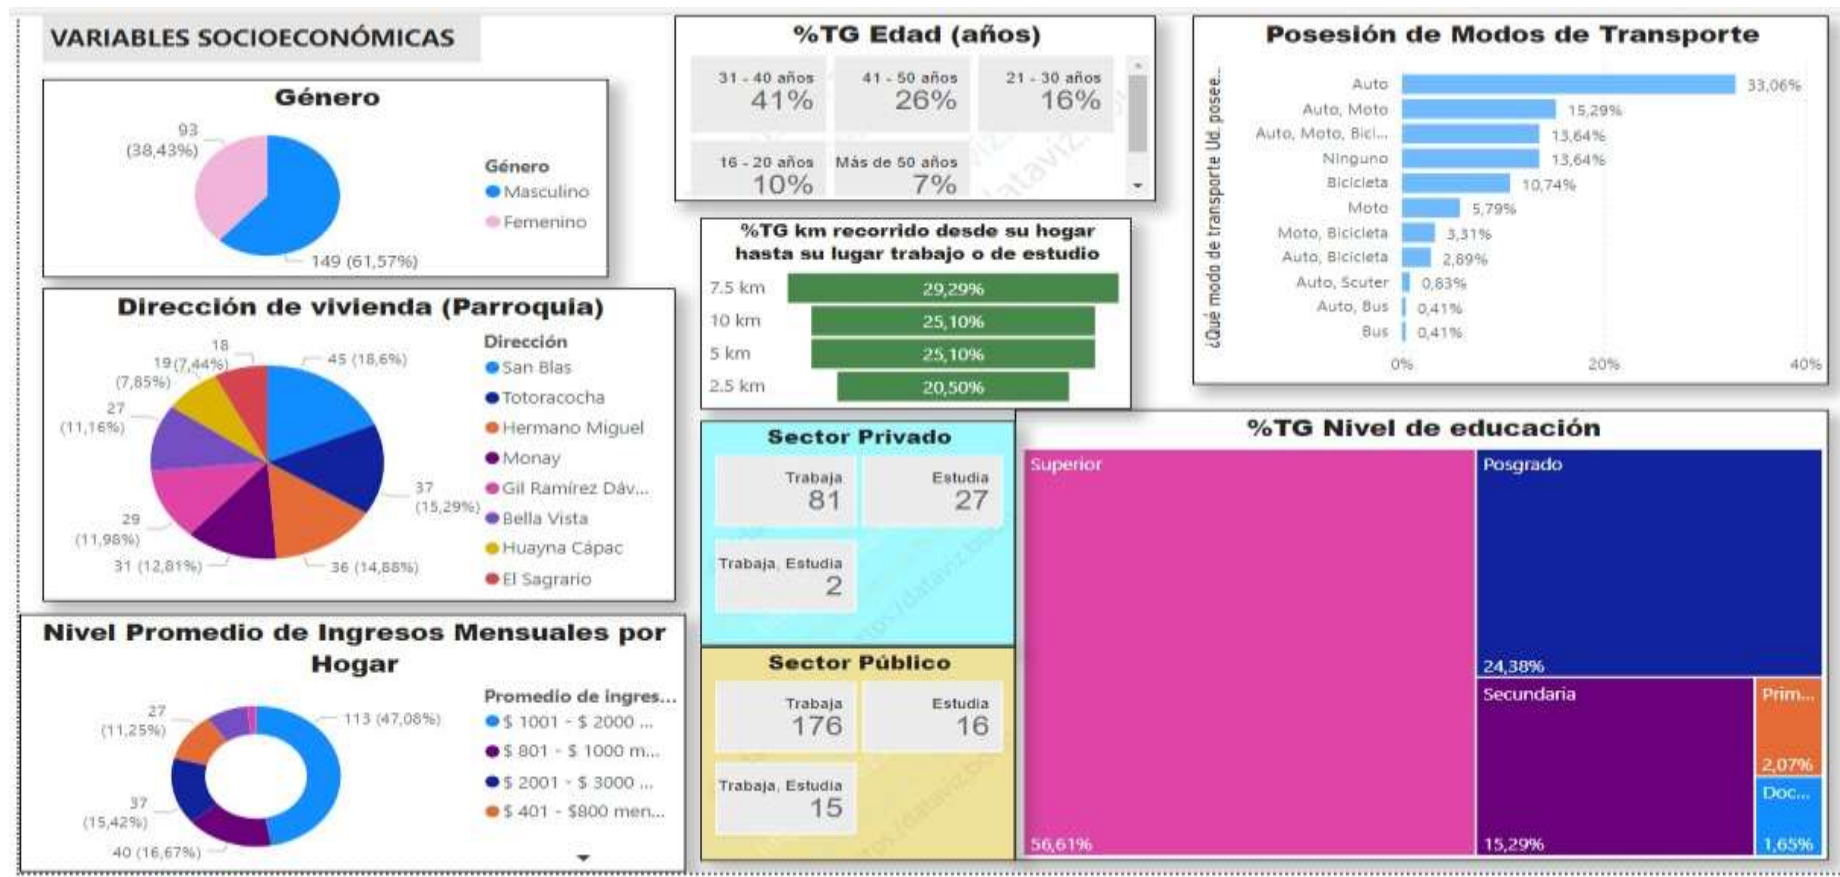 VARIABLES SOCIOECONÓMICAS
Género
93
(38,43%)
149 (61,57%)
Género
Masculino
Femenino
Dirección de vivienda (Parroquia)
18
(7,44%)
19
(7,85%)
27
(11,16%)
29
(11,98%)
31 (12,81%)
36 (14,88%)
37
(15,29%)
45 (18,6%)
Dirección
San Blas
Totoracocha
Hermano Miguel
Monay
Gil Ramírez Dáv...
Bella Vista
Huayna Cápac
El Sagrario
Nivel Promedio de Ingresos Mensuales por
Hogar
27
(11,25%)
37
(15,42%)
40 (16,67%)
113 (47,08%)
Promedio de ingres...
$ 1001 - $ 2000 ...
$ 801 - $ 1000 m...
$ 2001 - $ 3000 ...
$ 401 - $800 men...
%TG Edad (años)
31 - 40 años
41%
41 - 50 años
26%
21 - 30 años
16%
16 - 20 años
10%
Más de 50 años
7%
%TG km recorrido desde su hogar
hasta su lugar trabajo o de estudio
7.5 km 29,29%
10 km 25,10%
5 km 25,10%
2.5 km 20,50%
Sector Privado
Trabaja
81
Estudia
27
Trabaja, Estudia
2
Sector Público
Trabaja
176
Estudia
16
Trabaja, Estudia
15
Posesión de Modos de Transporte
¿Qué modo de transporte Ud. posee...
Auto 33,06%
Auto, Moto 15,29%
Auto, Moto, Bici... 13,64%
Ninguno 13,64%
Bicicleta 10,74%
Moto 5,79%
Moto, Bicicleta 3,31%
Auto, Bicicleta 2,89%
Auto, Scuter 0,83%
Auto, Bus 0,41%
Bus 0,41%
0% 20% 40%
%TG Nivel de educación
Superior
56,61%
Posgrado
24,38%
Secundaria
15,29%
Prim...
2,07%
Doc...
1,65%